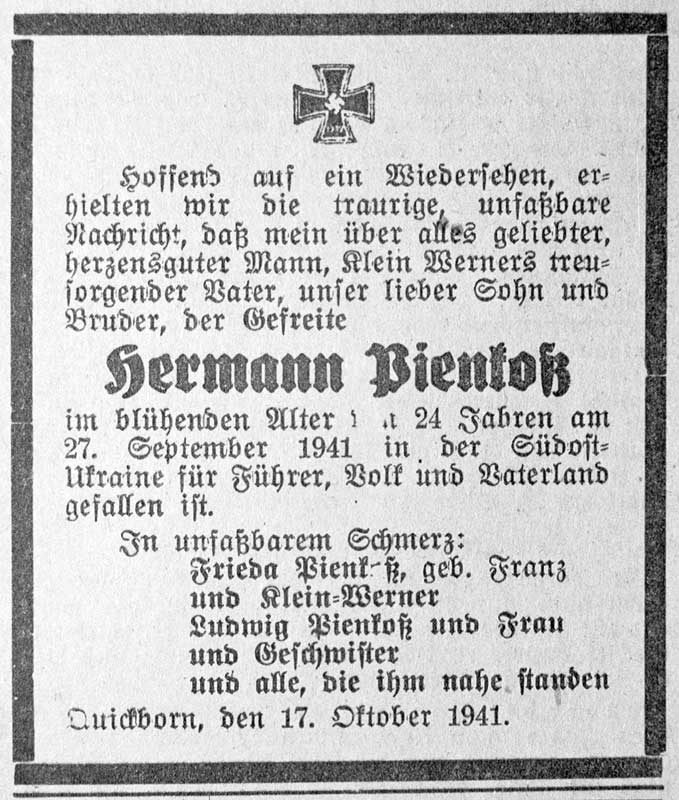 Hoffend auf ein Wiedersehen, er-
hielten wir die traurige, unfaßbare
Nachricht, daß mein über alles geliebter,
herzensguter Mann, Klein Werners treu-
sorgender Vater, unser lieber Sohn und
Bruder, der Gefreite
Hermann Pienkoß
im blühenden Alter 24 Jahren am
27. September 1941 in der Südost-
Ukraine für Führer, Volk und Vaterland
gefallen ist.
In unfaßbarem Schmerz:
Frieda Pienkoß, geb. Franz
und Klein-Werner
Ludwig Pienkoß und Frau
und Geschwister
und alle, die ihm nahe standen
Quickborn, den 17. Oktober 1941.